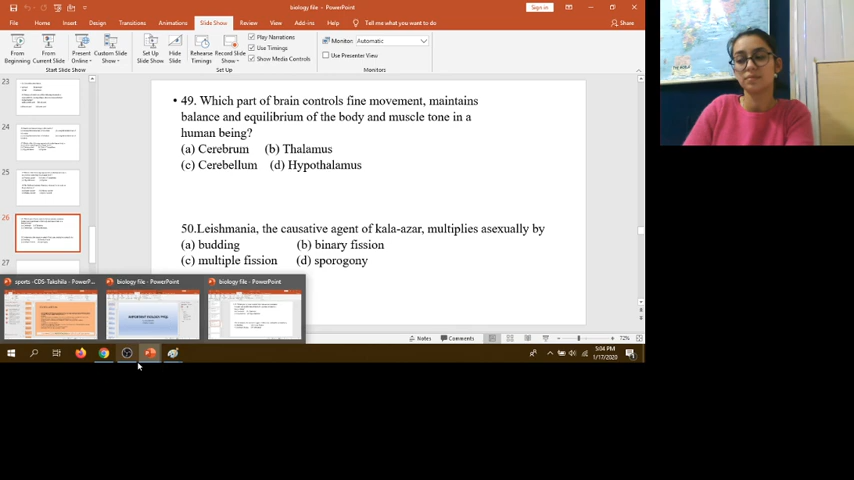 biology file - PowerPoint
Sign in
File Home Insert Design Transitions Animations Slide Show Review View Add-ins Help Tell me what you want to do
Share
From Beginning
From Current Slide
Present Online
Custom Slide Show
Set Up Slide Show
Hide Slide
Rehearse Timings
Record Slide Show
Play Narrations
Use Timings
Show Media Controls
Monitor: Automatic
Use Presenter View
Start Slide Show
Set Up
Monitors
23
24
25
26
27
• 49. Which part of brain controls fine movement, maintains
balance and equilibrium of the body and muscle tone in a
human being?
(a) Cerebrum (b) Thalamus
(c) Cerebellum (d) Hypothalamus
50.Leishmania, the causative agent of kala-azar, multiplies asexually by
(a) budding (b) binary fission
(c) multiple fission (d) sporogony
sports -CDS-Takshila - PowerP...
biology file - PowerPoint
biology file - PowerPoint
Notes
Comments
72%
5:04 PM
1/17/2020